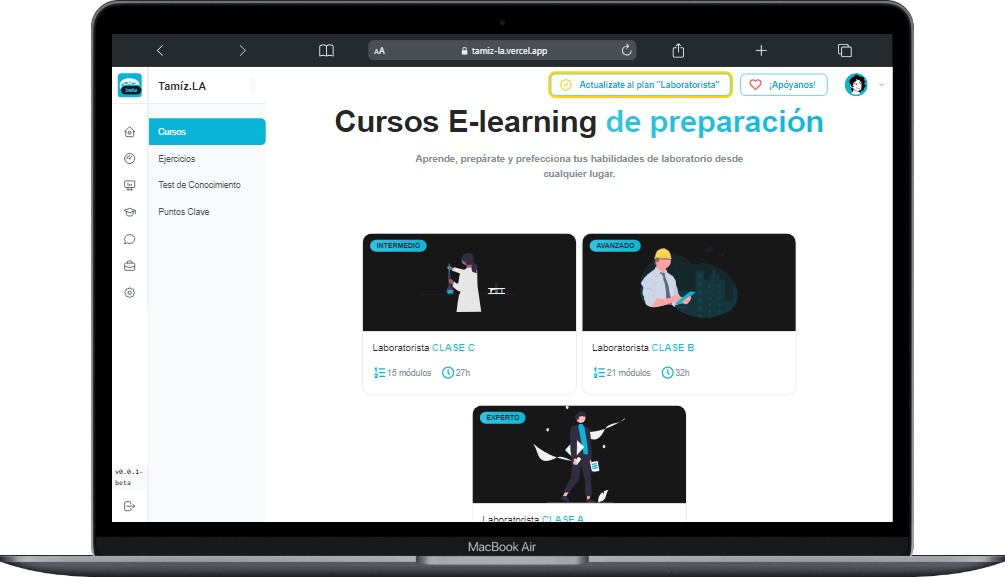 AA tamiz-la.vercel.app
beta
Tamíz.LA
Actualizate al plan "Laboratorista"
¡Apóyanos!
Cursos
Ejercicios
Test de Conocimiento
Puntos Clave
v0.0.1-
beta
Cursos E-learning de preparación
Aprende, prepárate y prefecciona tus habilidades de laboratorio desde
cualquier lugar.
INTERMEDIO
Laboratorista CLASE C
15 módulos 27h
AVANZADO
Laboratorista CLASE B
21 módulos 32h
EXPERTO
Laboratorista CLASE A
MacBook Air